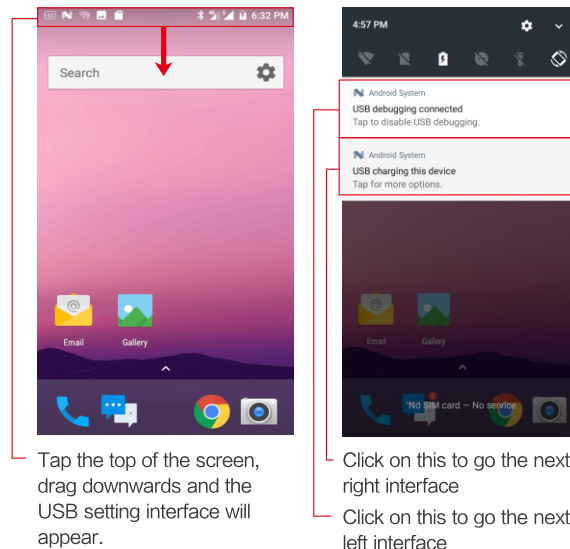 6:32 PM
Search
Email
Gallery
Tap the top of the screen,
drag downwards and the
USB setting interface will
appear.
4:57 PM
Android System
USB debugging connected
Tap to disable USB debugging.
Android System
USB charging this device
Tap for more options.
Email
Gallery
No SIM card — No service
Click on this to go the next
right interface
Click on this to go the next
left interface